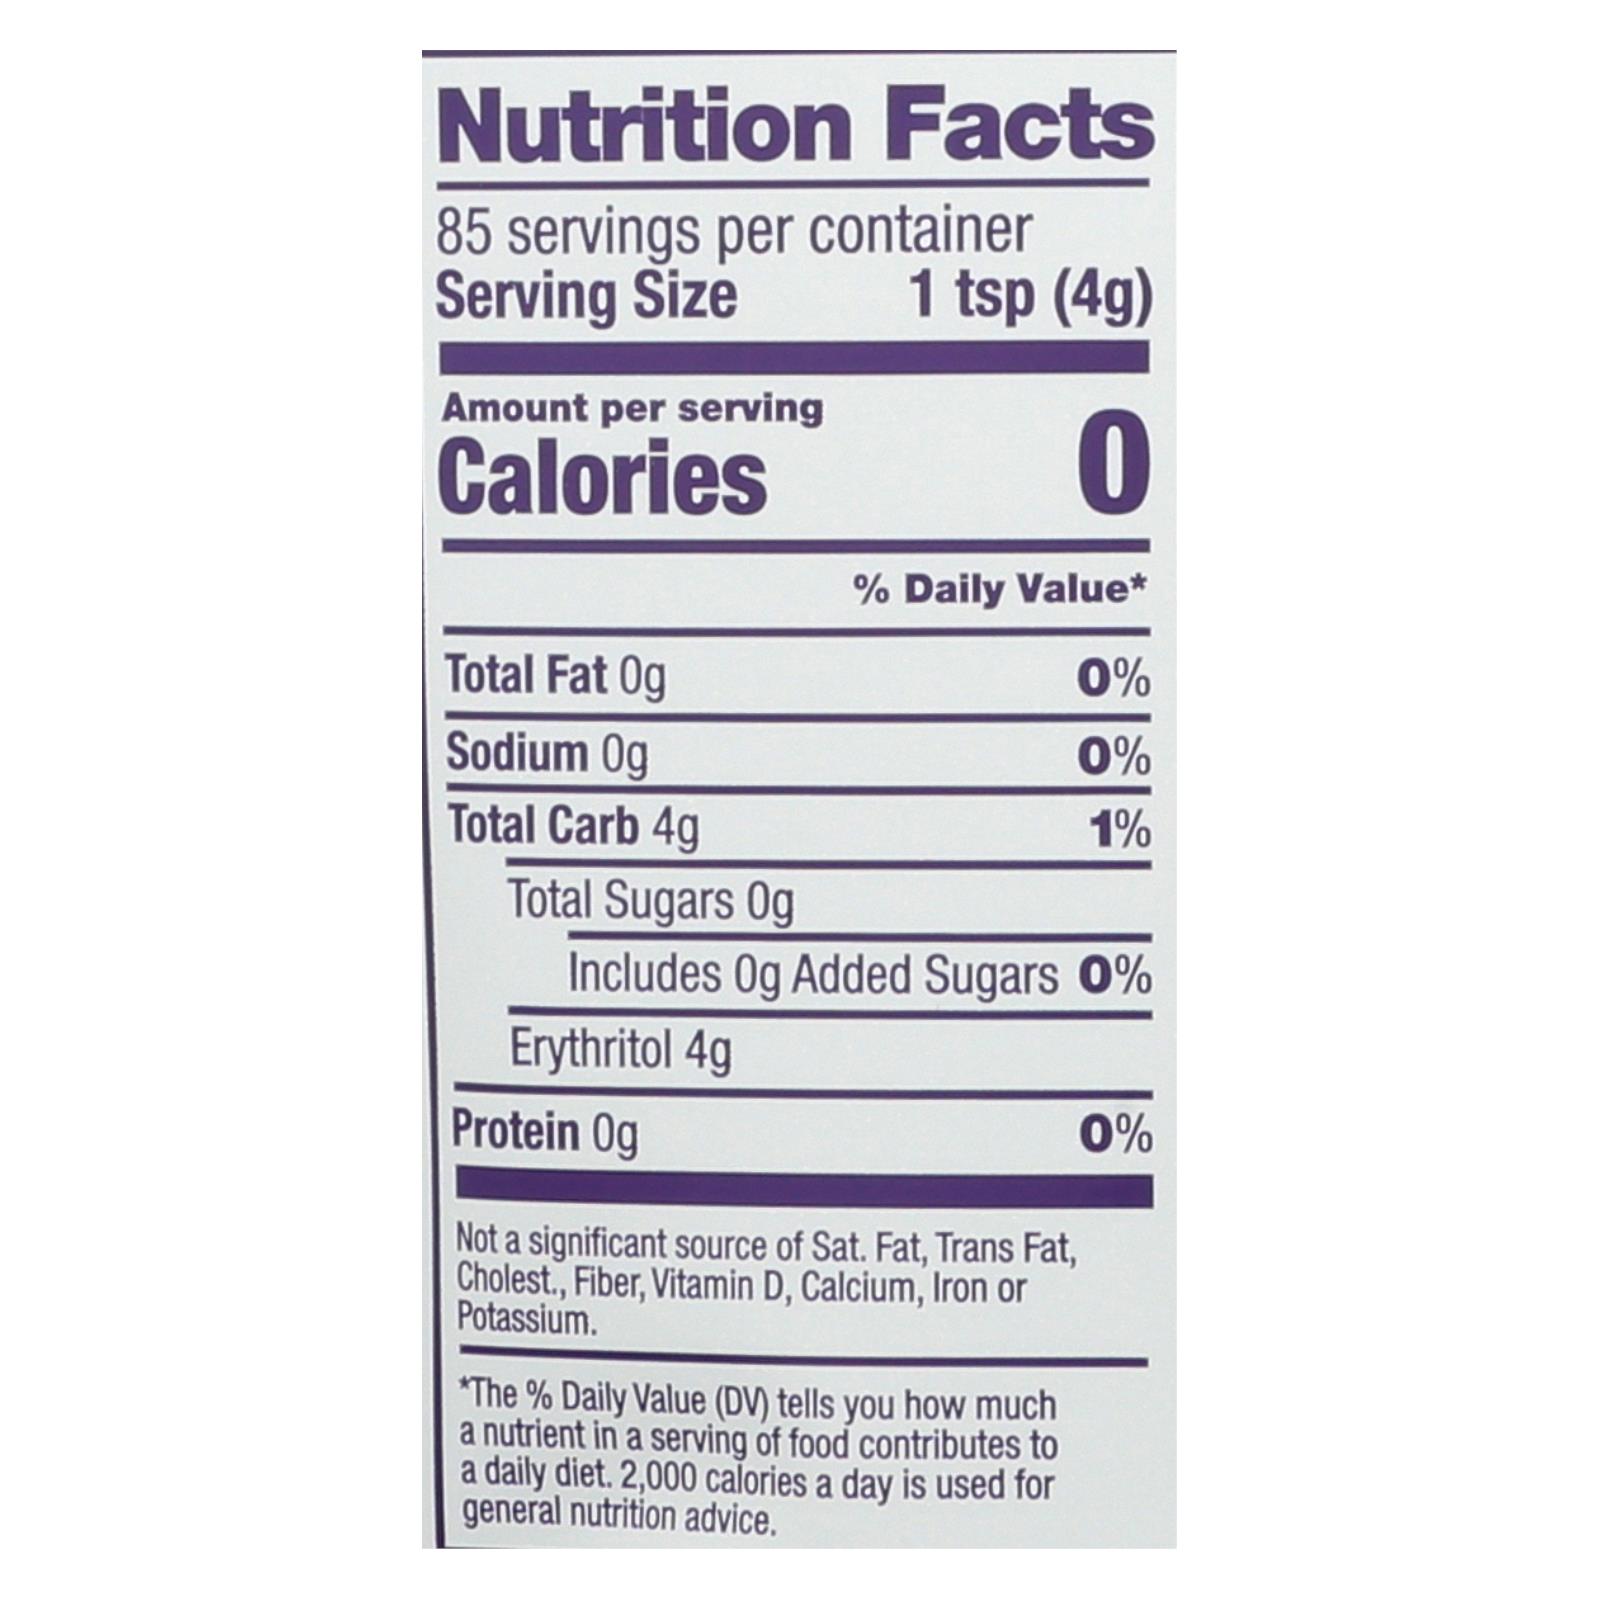 Nutrition Facts
85 servings per container
Serving Size 1 tsp (4g)
Amount per serving
Calories 0
% Daily Value*
Total Fat 0g 0%
Sodium 0g 0%
Total Carb 4g 1%
Total Sugars 0g
Includes 0g Added Sugars 0%
Erythritol 4g
Protein 0g 0%
Not a significant source of Sat. Fat, Trans Fat,
Cholest., Fiber, Vitamin D, Calcium, Iron or
Potassium.
*The % Daily Value (DV) tells you how much
a nutrient in a serving of food contributes to
a daily diet. 2,000 calories a day is used for
general nutrition advice.